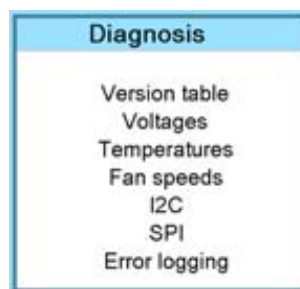 Diagnosis
Version table
Voltages
Temperatures
Fan speeds
I2C
SPI
Error logging